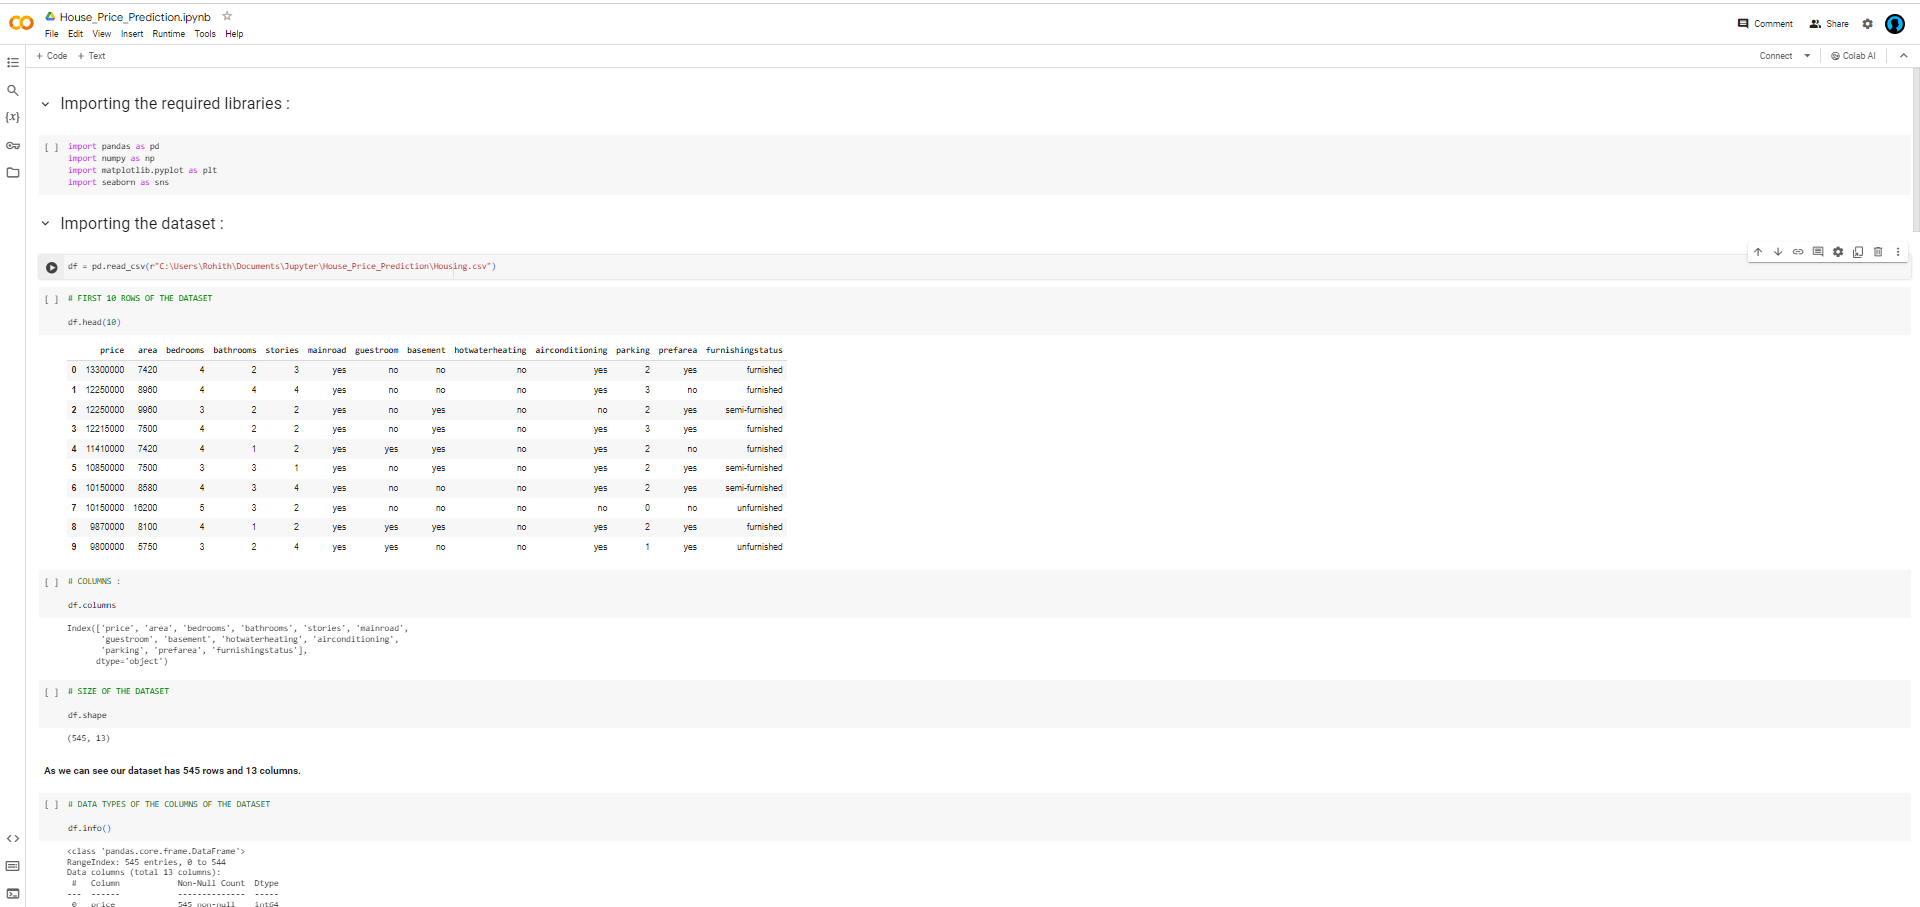 House_Price_Prediction.ipynb
File Edit View Insert Runtime Tools Help
Comment Share
+ Code + Text
Connect Colab AI
Importing the required libraries :
[ ] import pandas as pd
import numpy as np
import matplotlib.pyplot as plt
import seaborn as sns
Importing the dataset :
df = pd.read_csv(r"C:\Users\Rohith\Documents\Jupyter\House_Price_Prediction\Housing.csv")
[ ] # FIRST 10 ROWS OF THE DATASET
df.head(10)
price area bedrooms bathrooms stories mainroad guestroom basement hotwaterheating airconditioning parking prefarea furnishingstatus
0 13300000 7420 4 2 3 yes no no no yes 2 yes furnished
1 12250000 8960 4 4 4 yes no no no yes 3 no furnished
2 12250000 9960 3 2 2 yes no yes no no 2 yes semi-furnished
3 12215000 7500 4 2 2 yes no yes no yes 3 yes furnished
4 11410000 7420 4 1 2 yes yes yes no yes 2 no furnished
5 10850000 7500 3 3 1 yes no yes no yes 2 yes semi-furnished
6 10150000 8580 4 3 4 yes no no no yes 2 yes semi-furnished
7 10150000 16200 5 3 2 yes no no no no 0 no unfurnished
8 9870000 8100 4 1 2 yes yes yes no yes 2 yes furnished
9 9800000 5750 3 2 4 yes yes no no yes 1 yes unfurnished
[ ] # COLUMNS :
df.columns
Index(['price', 'area', 'bedrooms', 'bathrooms', 'stories', 'mainroad',
'guestroom', 'basement', 'hotwaterheating', 'airconditioning',
'parking', 'prefarea', 'furnishingstatus'],
dtype='object')
[ ] # SIZE OF THE DATASET
df.shape
(545, 13)
As we can see our dataset has 545 rows and 13 columns.
[ ] # DATA TYPES OF THE COLUMNS OF THE DATASET
df.info()
<class 'pandas.core.frame.DataFrame'>
RangeIndex: 545 entries, 0 to 544
Data columns (total 13 columns):
# Column Non-Null Count Dtype
--- ------ -------------- -----
0 price 545 non-null int64